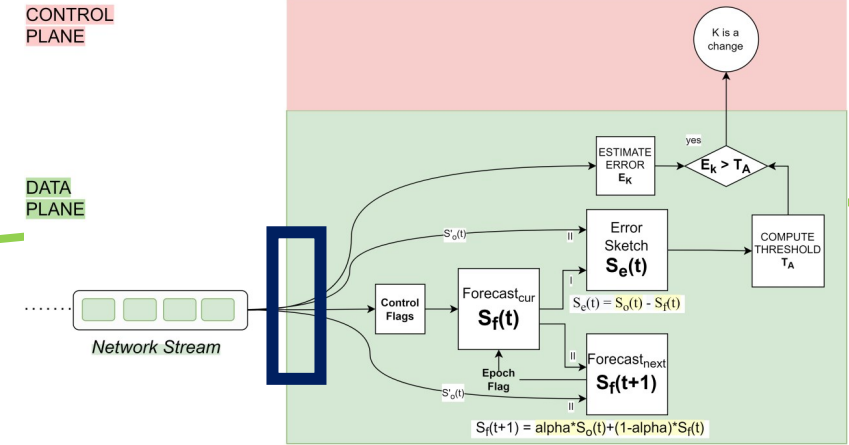 CONTROL
PLANE
K is a
change
yes
ESTIMATE
ERROR
E_K
E_k > T_A
DATA
PLANE
S'_o(t)
II
Error
Sketch
S_e(t)
COMPUTE
THRESHOLD
T_A
I
S_e(t) = S_o(t) - S_f(t)
Control
Flags
Forecast_cur
S_f(t)
Network Stream
II
Forecast_next
S_f(t+1)
Epoch
Flag
S'_o(t)
II
S_f(t+1) = alpha*S_o(t)+(1-alpha)*S_f(t)